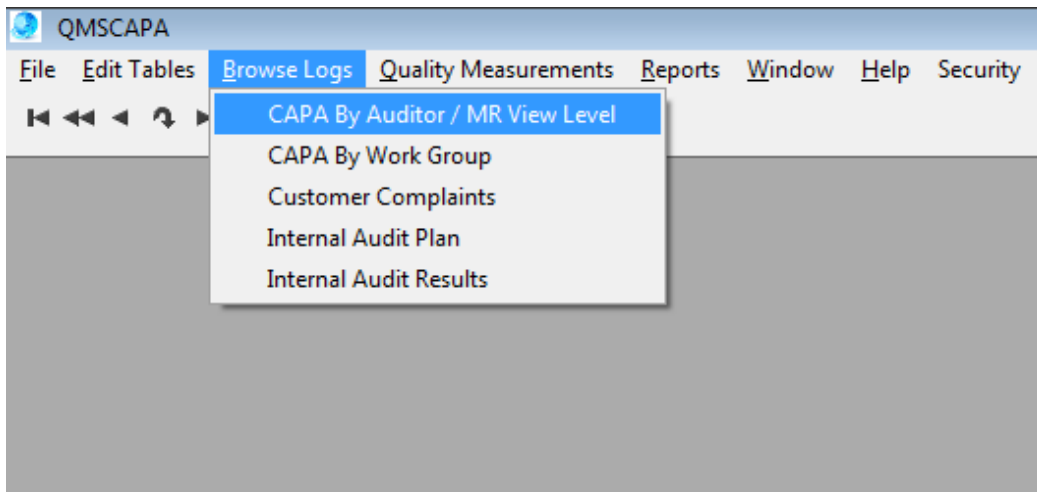 QMSCAPA
File Edit Tables Browse Logs Quality Measurements Reports Window Help Security
CAPA By Auditor / MR View Level
CAPA By Work Group
Customer Complaints
Internal Audit Plan
Internal Audit Results